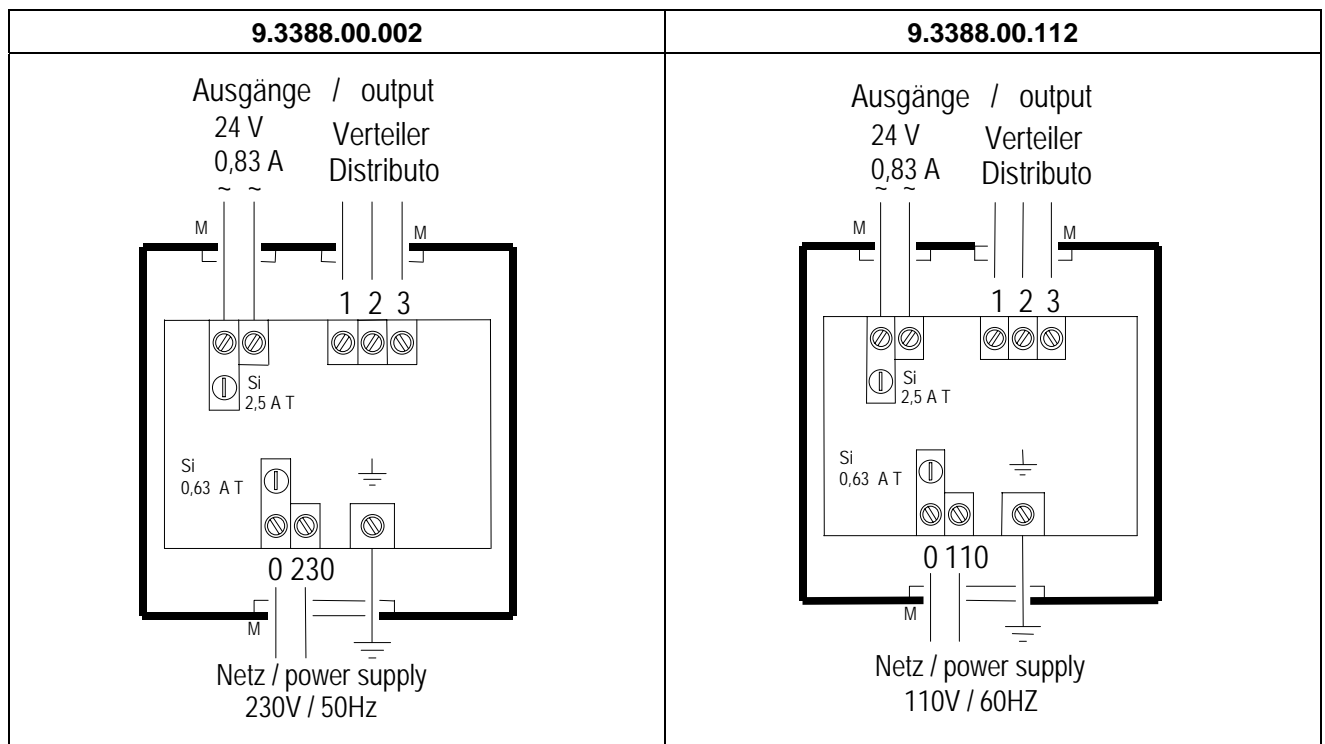 9.3388.00.002
9.3388.00.112
Ausgänge / output
24 V
0,83 A
~ ~
Verteiler
Distributo
M
M
1 2 3
Si
2,5 A T
Si
0,63 A T
0 230
M
Netz / power supply
230V / 50Hz
Ausgänge / output
24 V
0,83 A
~ ~
Verteiler
Distributo
M
M
1 2 3
Si
2,5 A T
Si
0,63 A T
0 110
M
Netz / power supply
110V / 60HZ